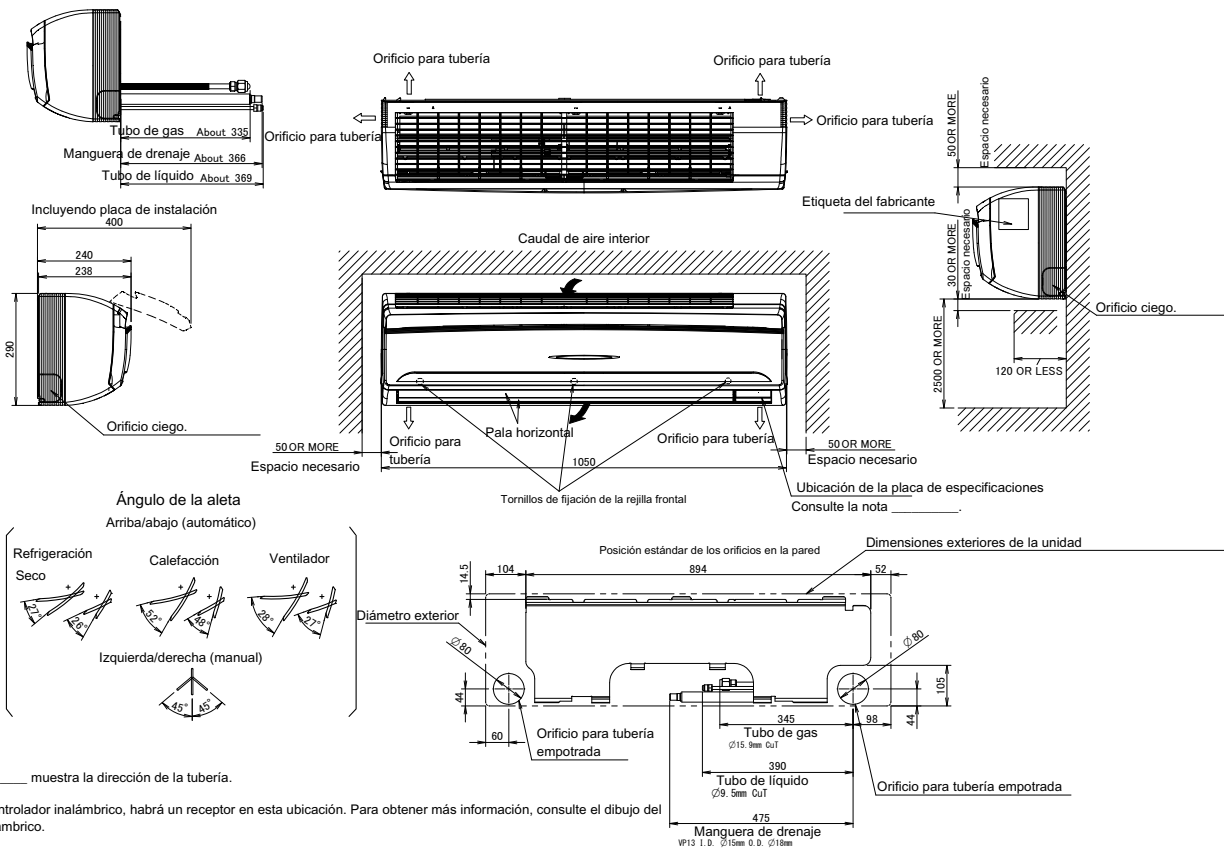 Orificio para tubería
Orificio para tubería
Orificio para tubería
Orificio para tubería
Tubo de gas About 335
Manguera de drenaje About 366
Tubo de líquido About 369
Incluyendo placa de instalación
400
240
238
290
Orificio ciego.
Caudal de aire interior
50 OR MORE
Espacio necesario
Orificio para
tubería
Pala horizontal
Orificio para tubería
50 OR MORE
Espacio necesario
1050
Tornillos de fijación de la rejilla frontal
Ubicación de la placa de especificaciones
Consulte la nota __________.
50 OR MORE
Espacio necesario
Etiqueta del fabricante
30 OR MORE
Espacio necesario
Orificio ciego.
2500 OR MORE
120 OR LESS
Ángulo de la aleta
Arriba/abajo (automático)
Refrigeración
Seco
Calefacción
Ventilador
27°
26°
52°
48°
28°
27°
Izquierda/derecha (manual)
45°
45°
Posición estándar de los orificios en la pared
Dimensiones exteriores de la unidad
14.5
104
894
52
Diámetro exterior
Ø80
Ø80
44
60
Orificio para tubería
empotrada
105
44
345
98
Tubo de gas
Ø15.9mm CuT
390
Tubo de líquido
Ø9.5mm CuT
475
Manguera de drenaje
VP13 I.D. Ø15mm O.D. Ø18mm
Orificio para tubería empotrada
____ muestra la dirección de la tubería.
ntrolador inalámbrico, habrá un receptor en esta ubicación. Para obtener más información, consulte el dibujo del
ámbrico.